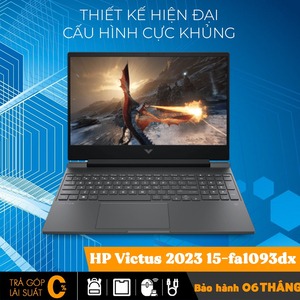 THIẾT KẾ HIỆN ĐẠI
CẤU HÌNH CỰC KHỦNG
HP Victus 2023 15-fa1093dx
TRẢ GÓP
LÃI SUẤT
Bảo hành 06 THÁNG